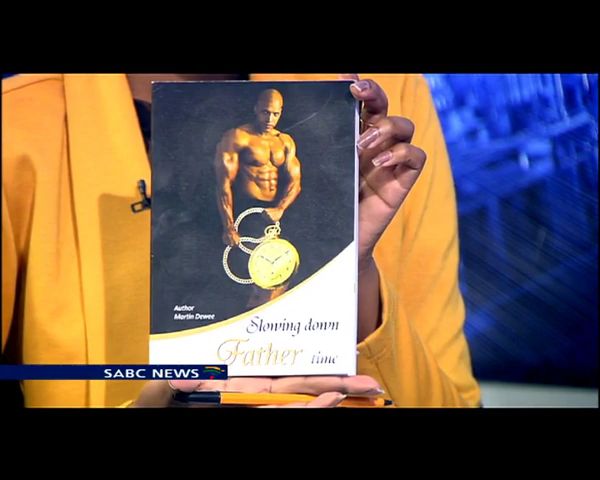 Author
Martin Dewee
Slowing down
Father time
SABC NEWS